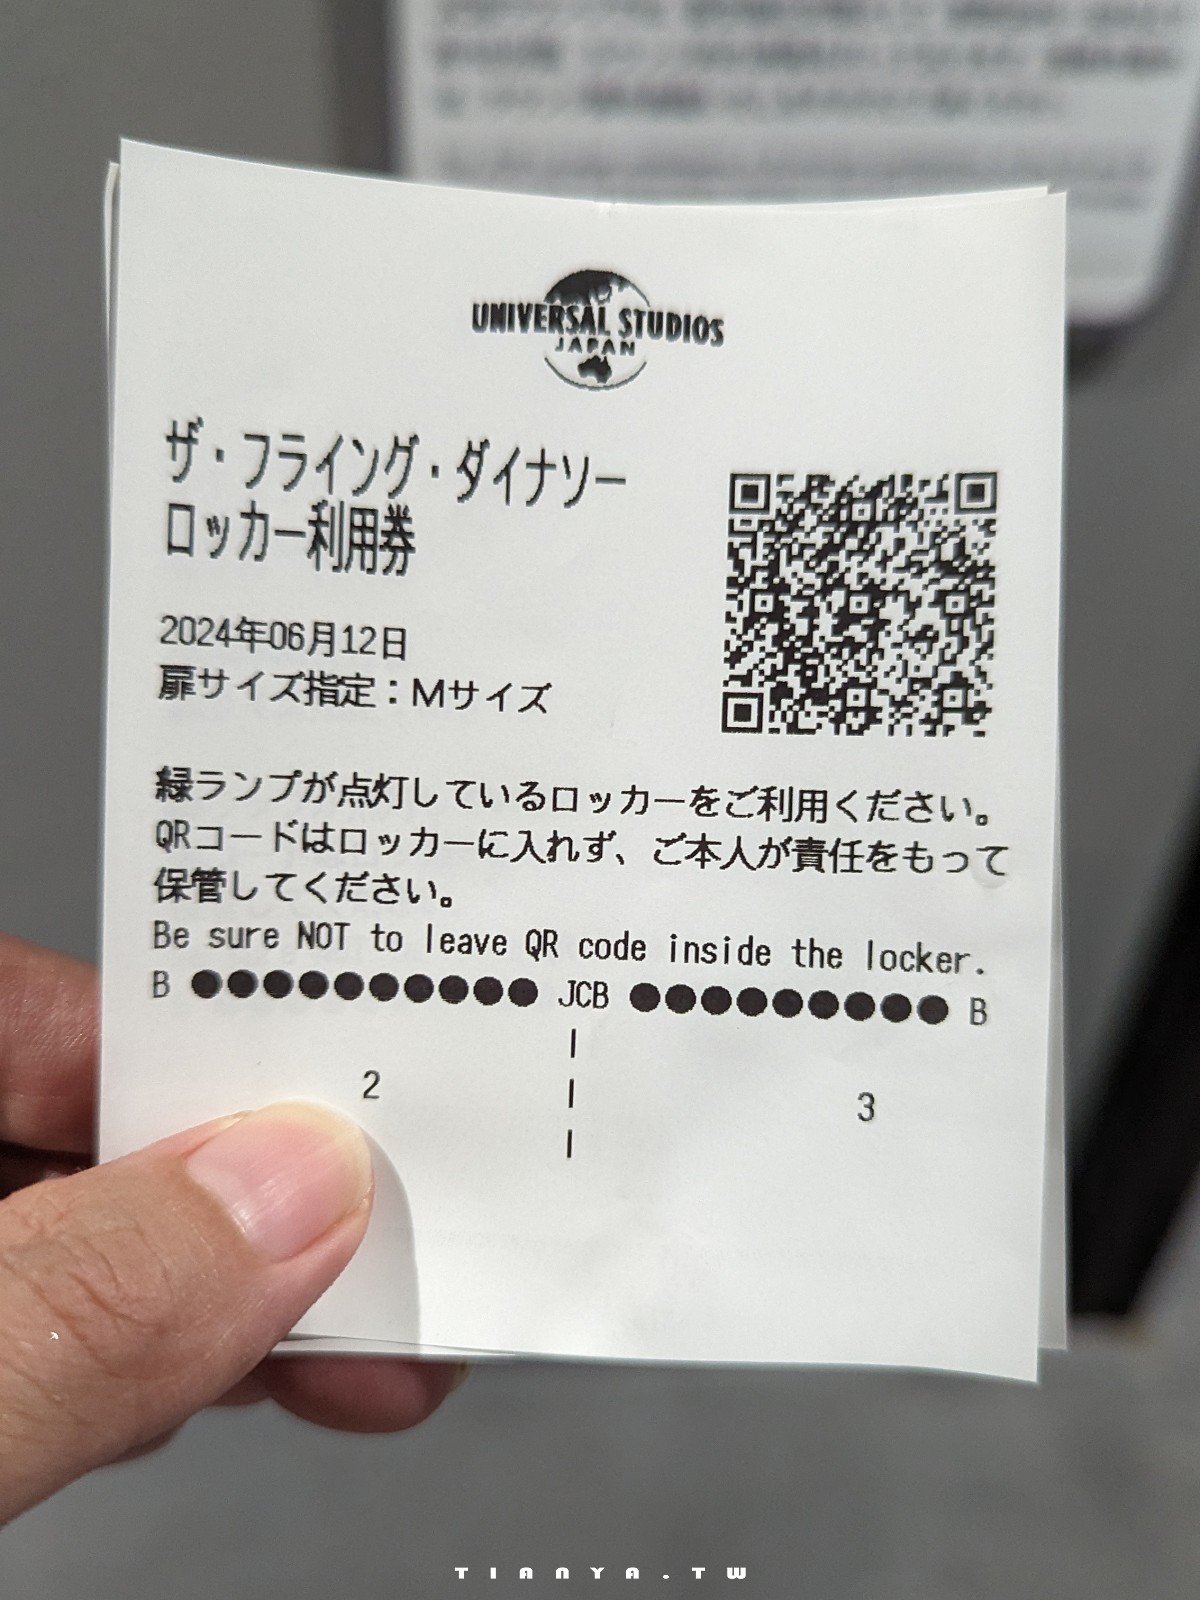 UNIVERSAL STUDIOS
JAPAN
ザ・フライング・ダイナソー
ロッカー利用券
2024年06月12日
扉サイズ指定：Mサイズ
緑ランプが点灯しているロッカーをご利用ください。
QRコードはロッカーに入れず、ご本人が責任をもって
保管してください。
Be sure NOT to leave QR code inside the locker.
B ●●●●●●●●●● JCB ●●●●●●●●● B
2 3
TIANYA.TW